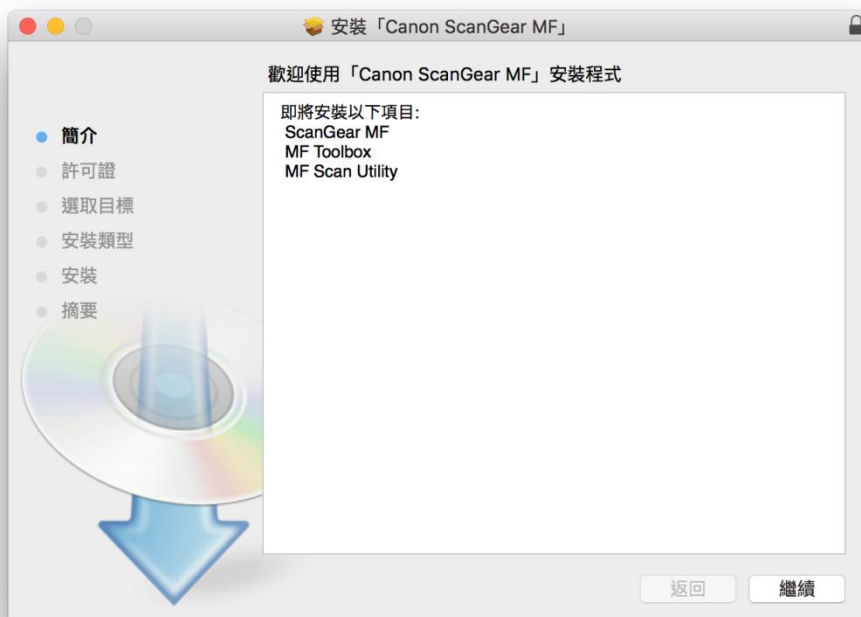 安裝「Canon ScanGear MF」
歡迎使用「Canon ScanGear MF」安裝程式
簡介
許可證
選取目標
安裝類型
安裝
摘要
即將安裝以下項目:
ScanGear MF
MF Toolbox
MF Scan Utility
返回
繼續